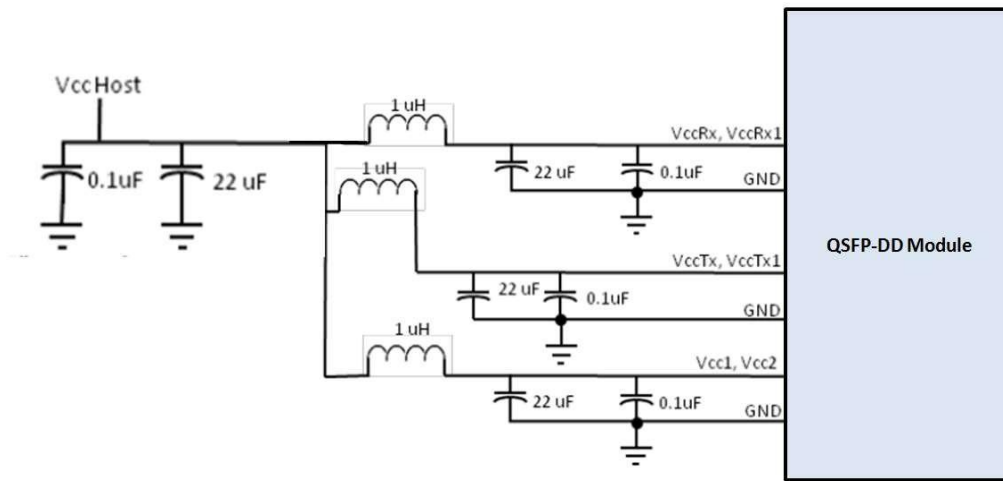 VccHost
0.1uF
22 uF
1 uH
VccRx, VccRx1
22 uF
0.1uF
GND
1 uH
VccTx, VccTx1
22 uF
0.1uF
GND
1 uH
Vcc1, Vcc2
22 uF
0.1uF
GND
QSFP-DD Module